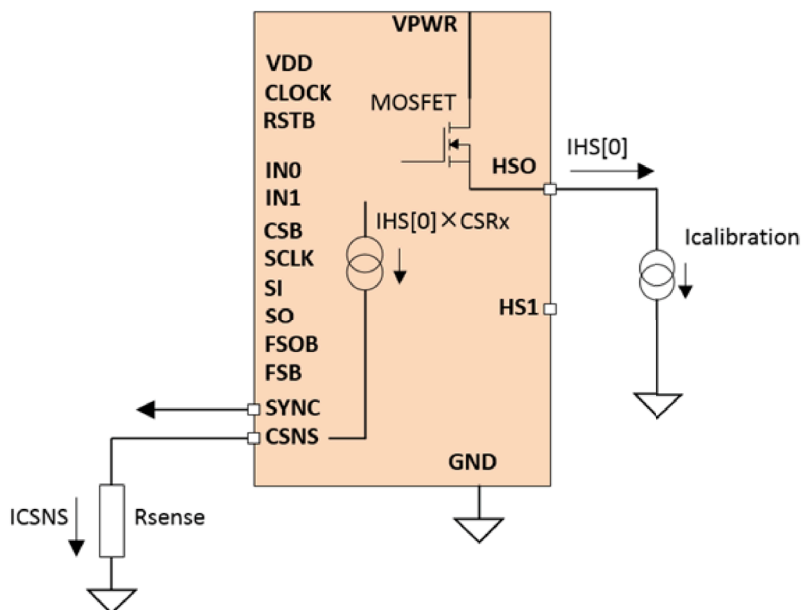 VPWR
VDD
CLOCK
RSTB
MOSFET
IHS[0]
HSO
IN0
IN1
IHS[0]×CSRx
CSB
SCLK
SI
SO
FSOB
FSB
Icalibration
HS1
SYNC
CSNS
GND
ICSNS
Rsense